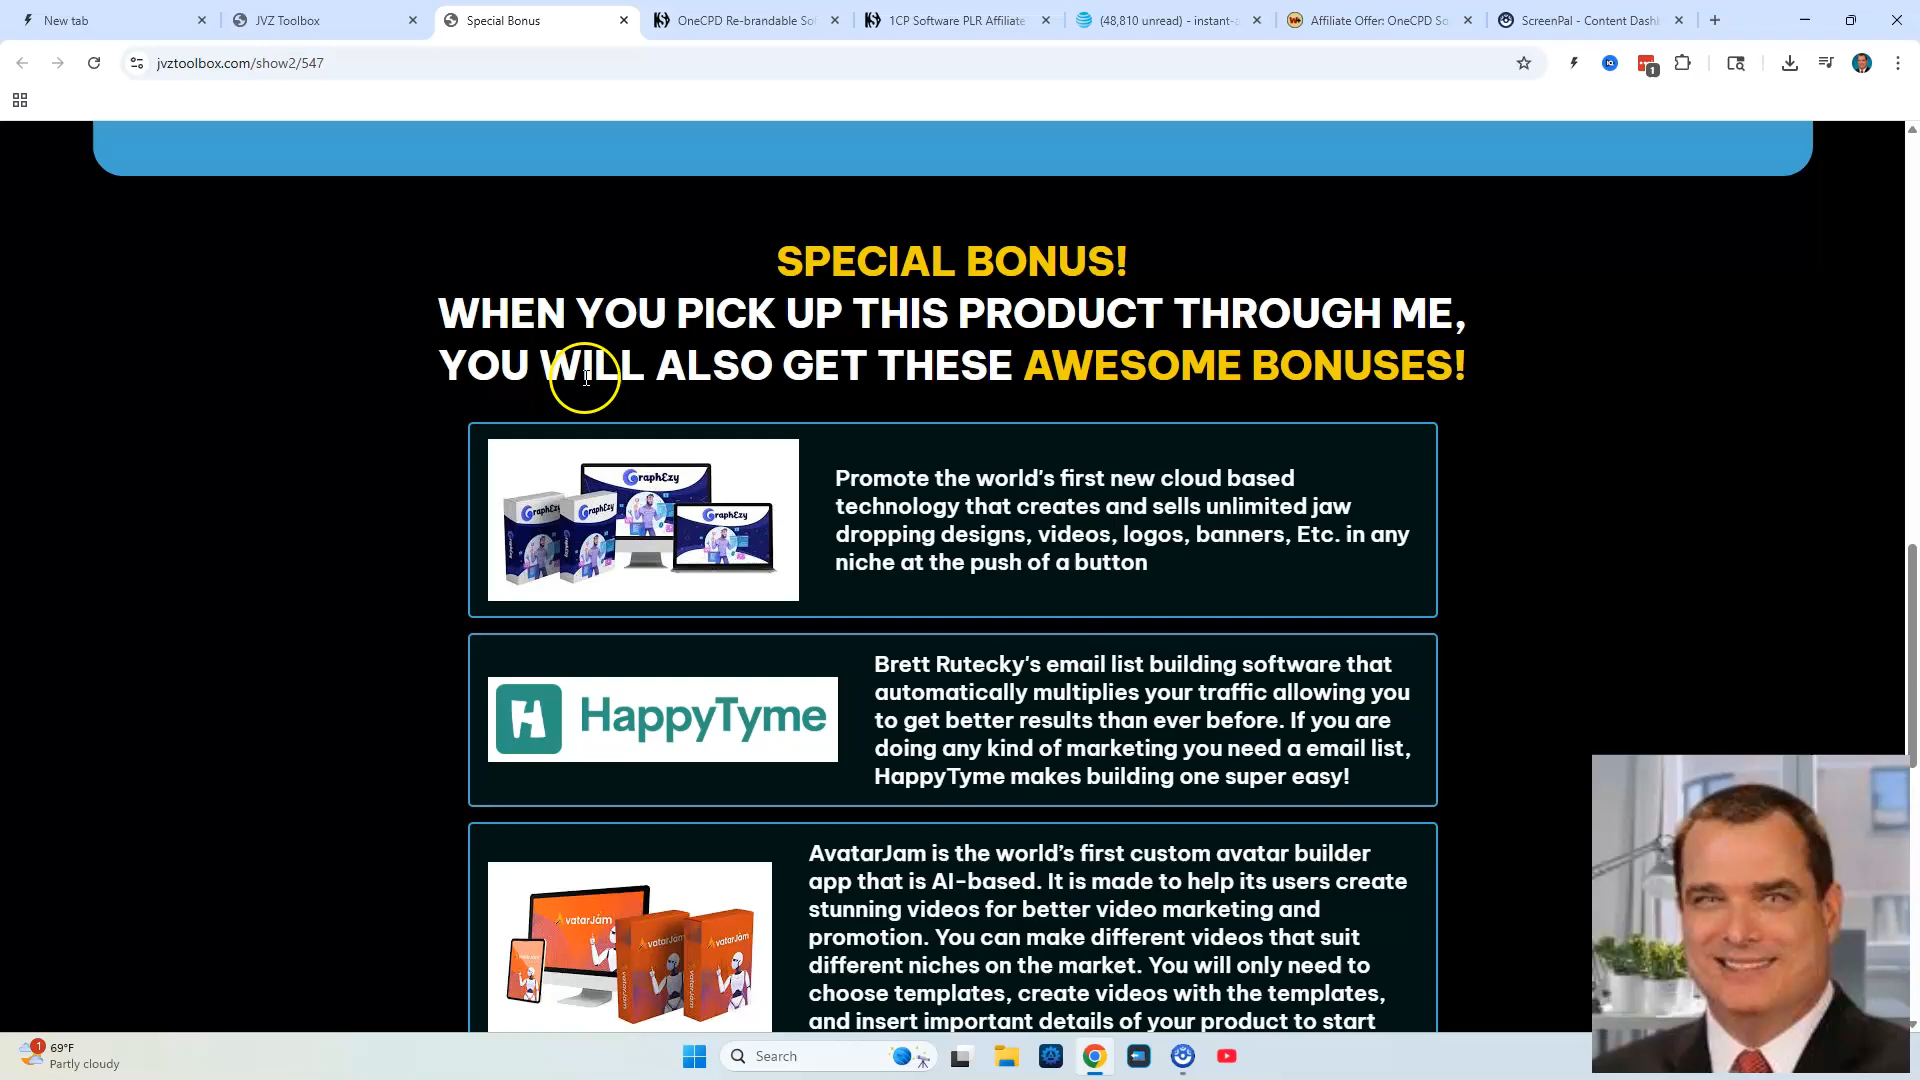 New tab
JVZ Toolbox
Special Bonus
OneCPD Re-brandable So
1CP Software PLR Affiliate
(48,810 unread) - instant-
Affiliate Offer: OneCPD So
ScreenPal - Content Dash
jvztoolbox.com/show2/547
1
SPECIAL BONUS!
WHEN YOU PICK UP THIS PRODUCT THROUGH ME,
YOU WILL ALSO GET THESE AWESOME BONUSES!
GraphEzy
GraphEzy
GraphEzy
GraphEzy
Promote the world's first new cloud based
technology that creates and sells unlimited jaw
dropping designs, videos, logos, banners, Etc. in any
niche at the push of a button
H HappyTyme
Brett Rutecky's email list building software that
automatically multiplies your traffic allowing you
to get better results than ever before. If you are
doing any kind of marketing you need a email list,
HappyTyme makes building one super easy!
AvatarJam
AvatarJam
AvatarJam
AvatarJam is the world's first custom avatar builder
app that is AI-based. It is made to help its users create
stunning videos for better video marketing and
promotion. You can make different videos that suit
different niches on the market. You will only need to
choose templates, create videos with the templates,
and insert important details of your product to start
1
69°F
Partly cloudy
Search